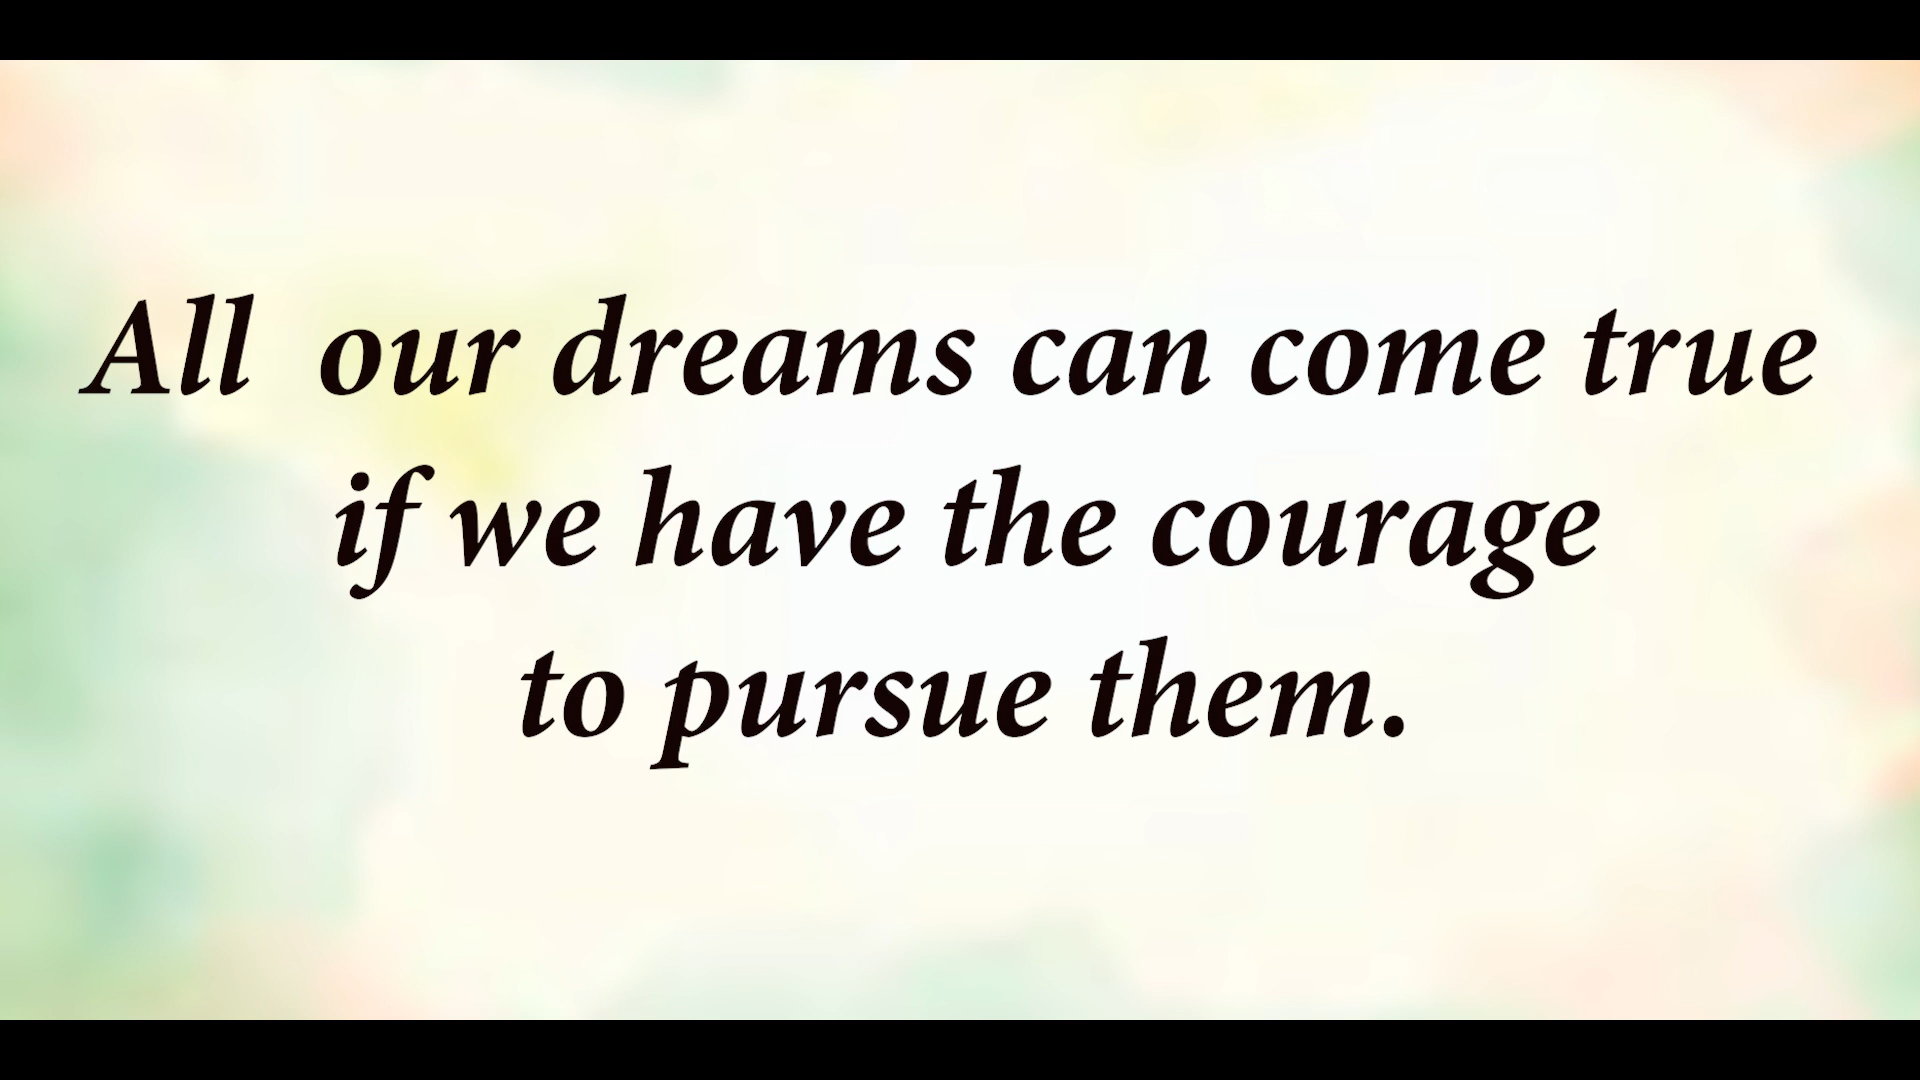 All  our dreams can come true
if we have the courage
to pursue them.